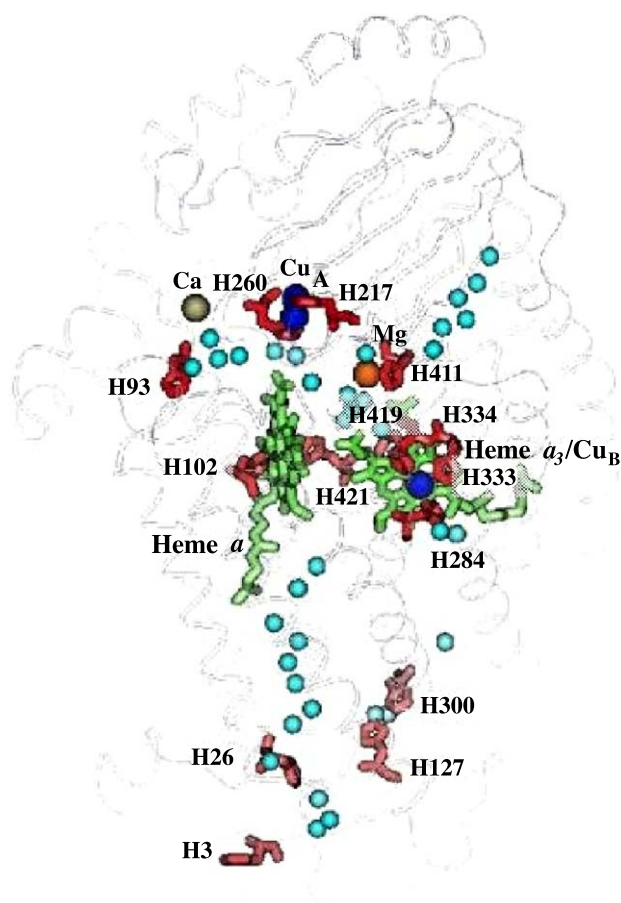 Ca H260 Cu A H217
Mg
H93 H411
H419 H334
H102 Heme a3/CuB
H421 H333
Heme a H284
H300
H26 H127
H3